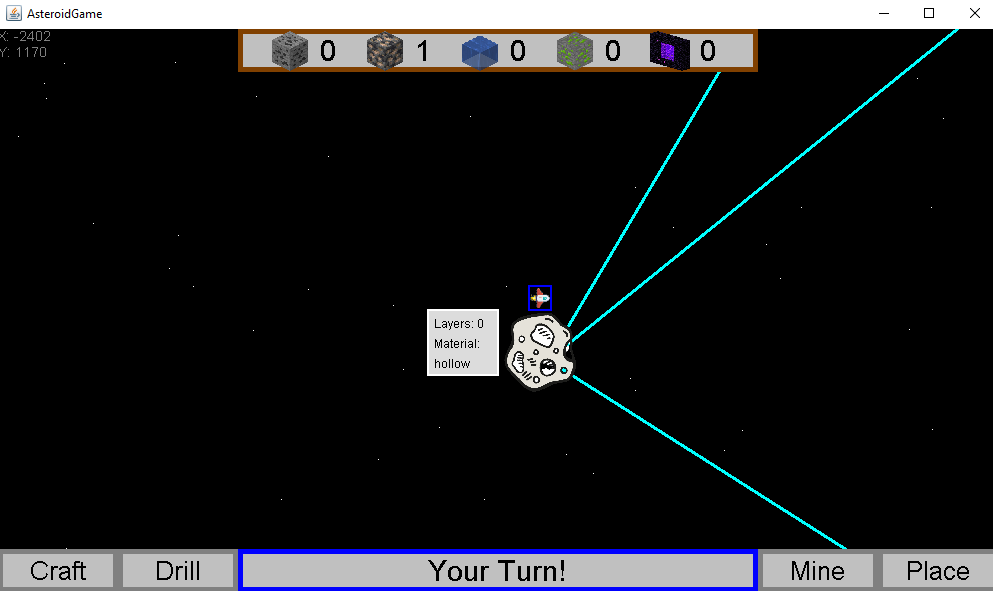 AsteroidGame
X: -2402
Y: 1170
0 1 0 0 0
Layers: 0
Material:
hollow
Craft Drill Your Turn! Mine Place